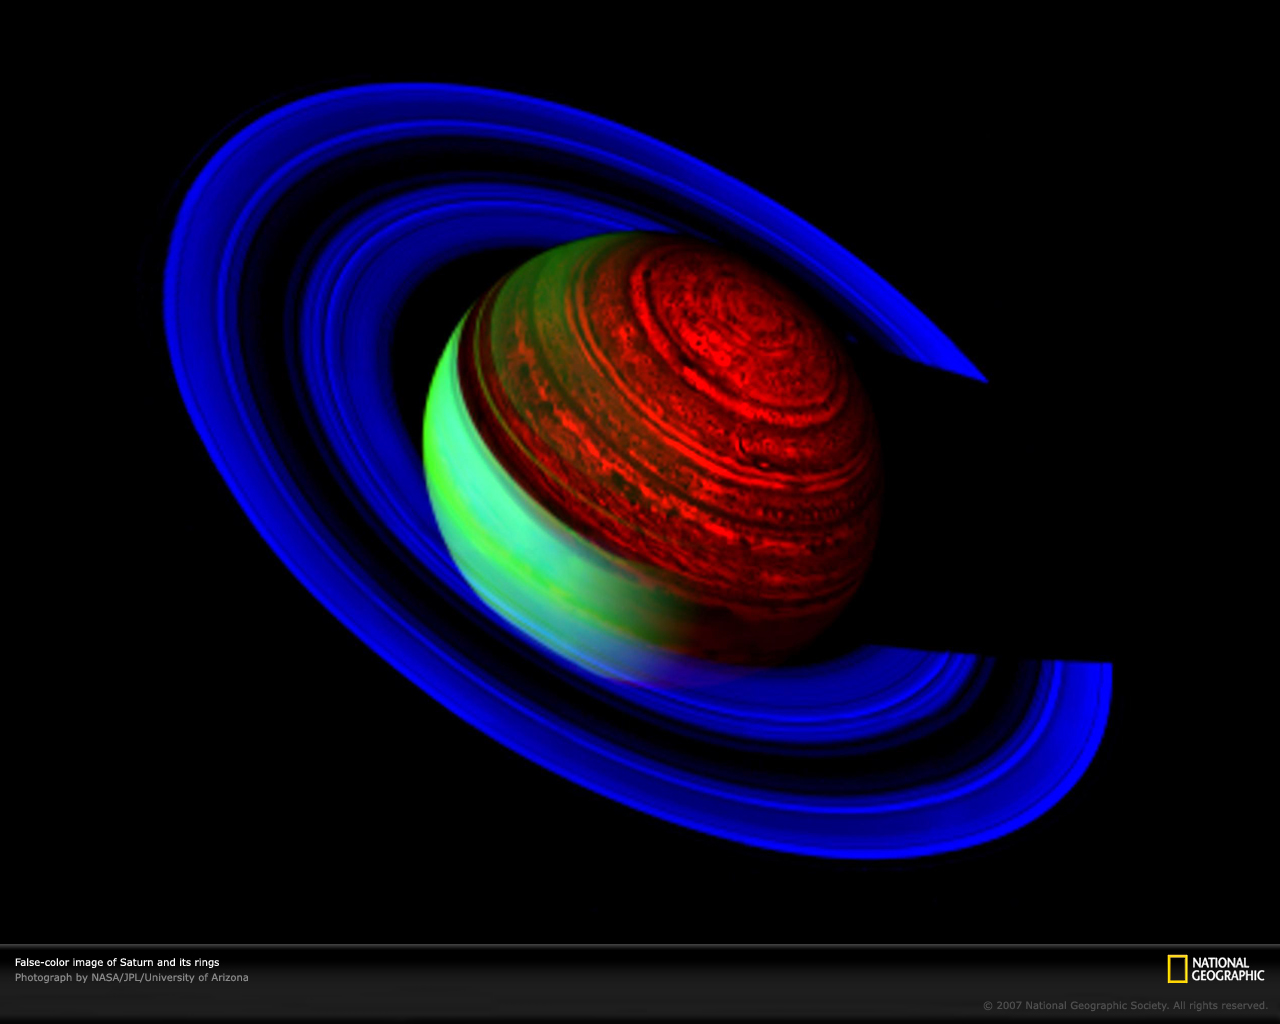 False-color image of Saturn and its rings
Photograph by NASA/JPL/University of Arizona
NATIONAL
GEOGRAPHIC
© 2007 National Geographic Society. All rights reserved.